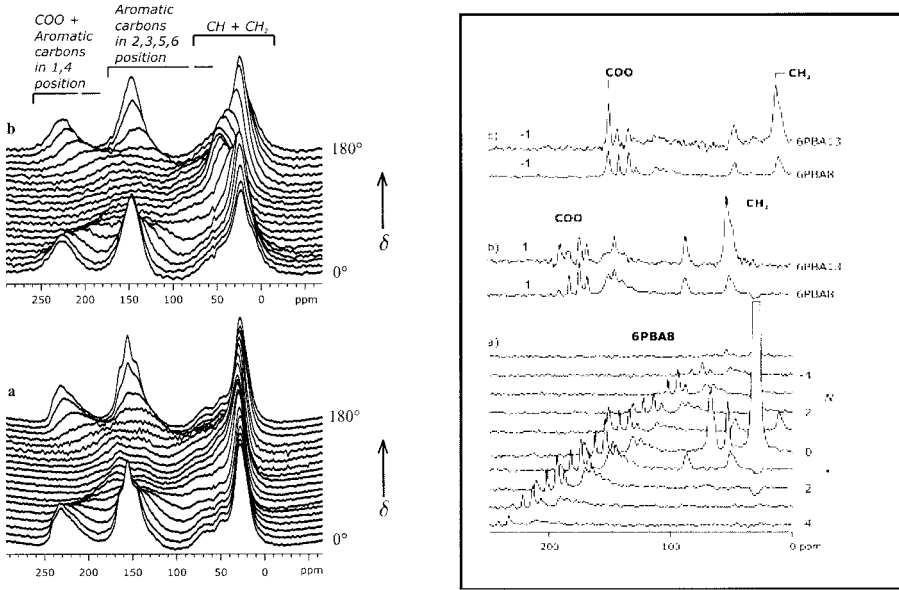 COO +
Aromatic
carbons
in 1,4
position
Aromatic
carbons
in 2,3,5,6
position
CH + CH2
b
180°
δ
0°
250 200 150 100 50 0 ppm
a
180°
δ
0°
250 200 150 100 50 0 ppm
COO
CH2
c) -1
6PBA13
-1
6PBA8
COO
b) 1
6PBA13
1
6PBA8
a)
6PBA8
-4
N
2
0
2
4
200 100 0 ppm